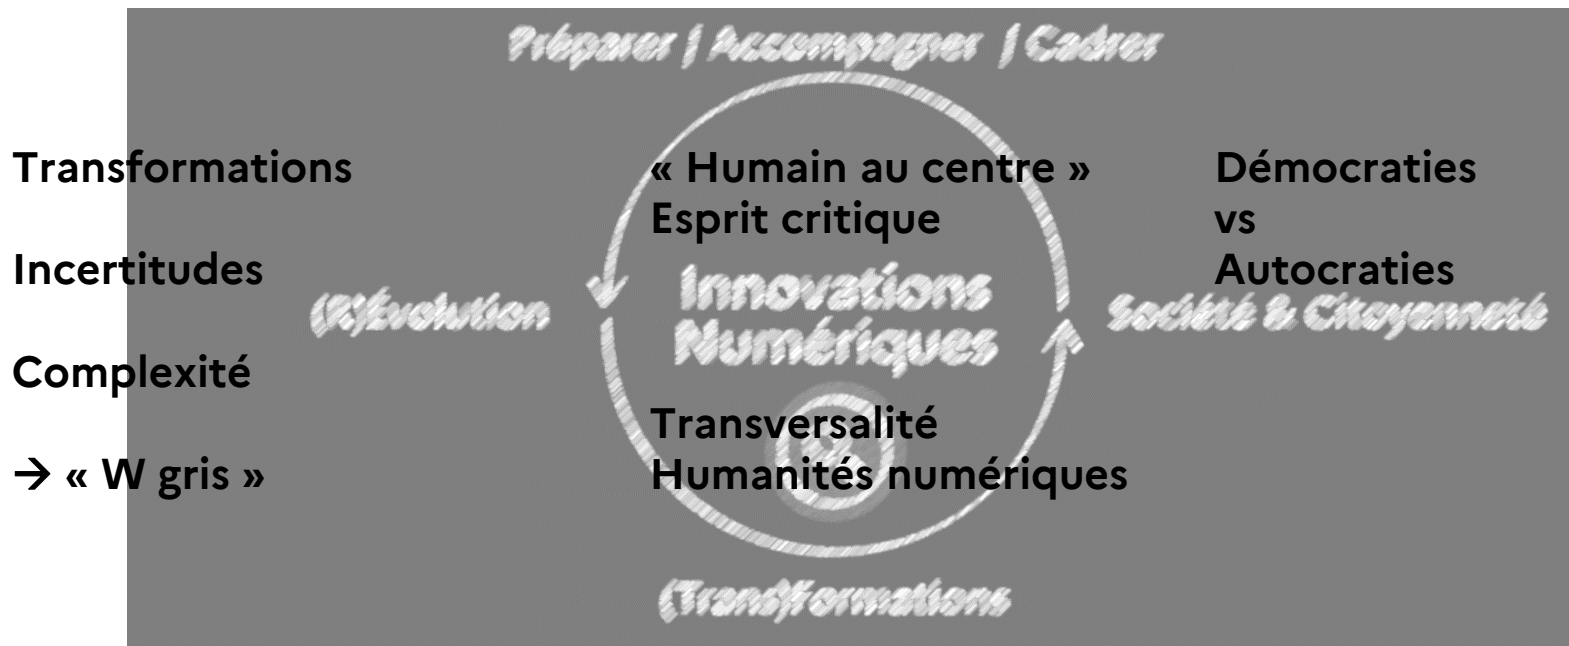 Préparer | Accompagner | Cadrer
Transformations
Incertitudes
Complexité
→ « W gris »
« Humain au centre »
Esprit critique
Démocraties
vs
Autocraties
(R)Évolution
Innovations
Numériques
Société & Citoyenneté
Transversalité
Humanités numériques
(Trans)Formations